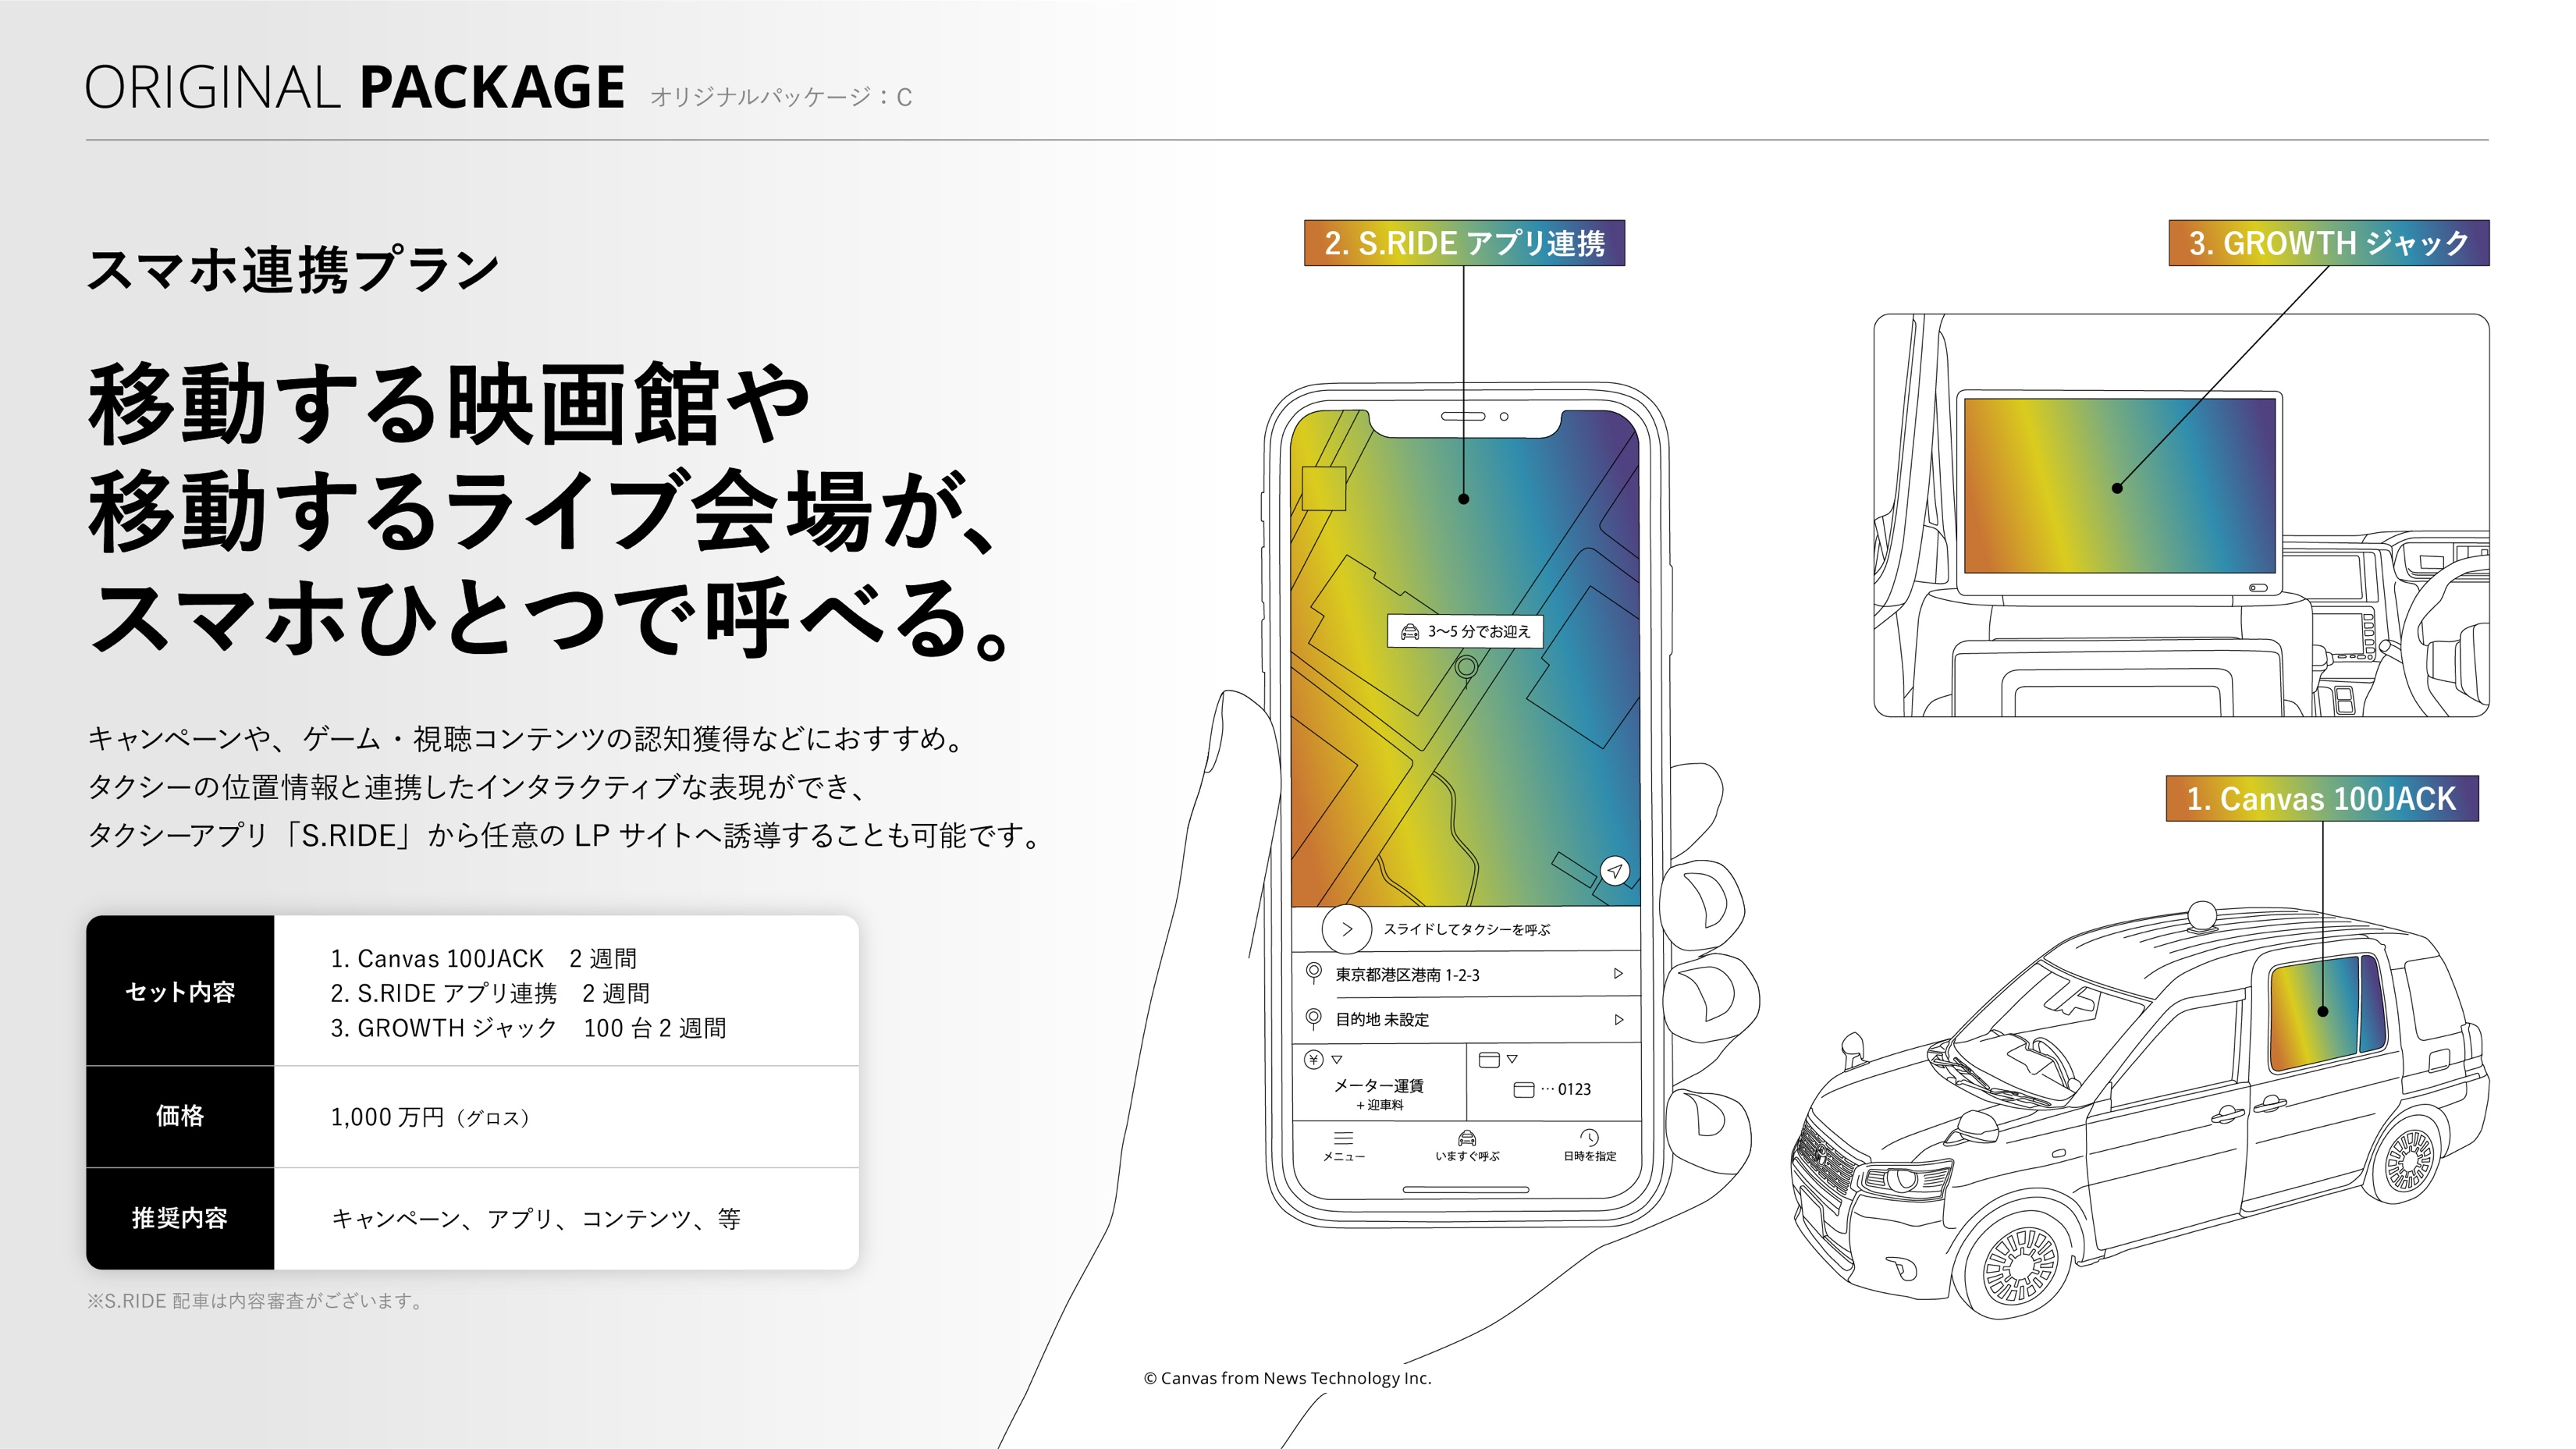 ORIGINAL PACKAGE オリジナルパッケージ：C
スマホ連携プラン
移動する映画館や
移動するライブ会場が、
スマホひとつで呼べる。
キャンペーンや、ゲーム・視聴コンテンツの認知獲得などにおすすめ。
タクシーの位置情報と連携したインタラクティブな表現ができ、
タクシーアプリ「S.RIDE」から任意の LP サイトへ誘導することも可能です。
セット内容
1. Canvas 100JACK　2 週間
2. S.RIDE アプリ連携　2 週間
3. GROWTH ジャック　100 台 2 週間
価格
1,000 万円（グロス）
推奨内容
キャンペーン、アプリ、コンテンツ、等
※S.RIDE 配車は内容審査がございます。
2. S.RIDE アプリ連携
3〜5 分でお迎え
スライドしてタクシーを呼ぶ
東京都港区港南 1-2-3
目的地 未設定
¥
メーター運賃
+ 迎車料
… 0123
メニュー
いますぐ呼ぶ
日時を指定
3. GROWTH ジャック
1. Canvas 100JACK
© Canvas from News Technology Inc.